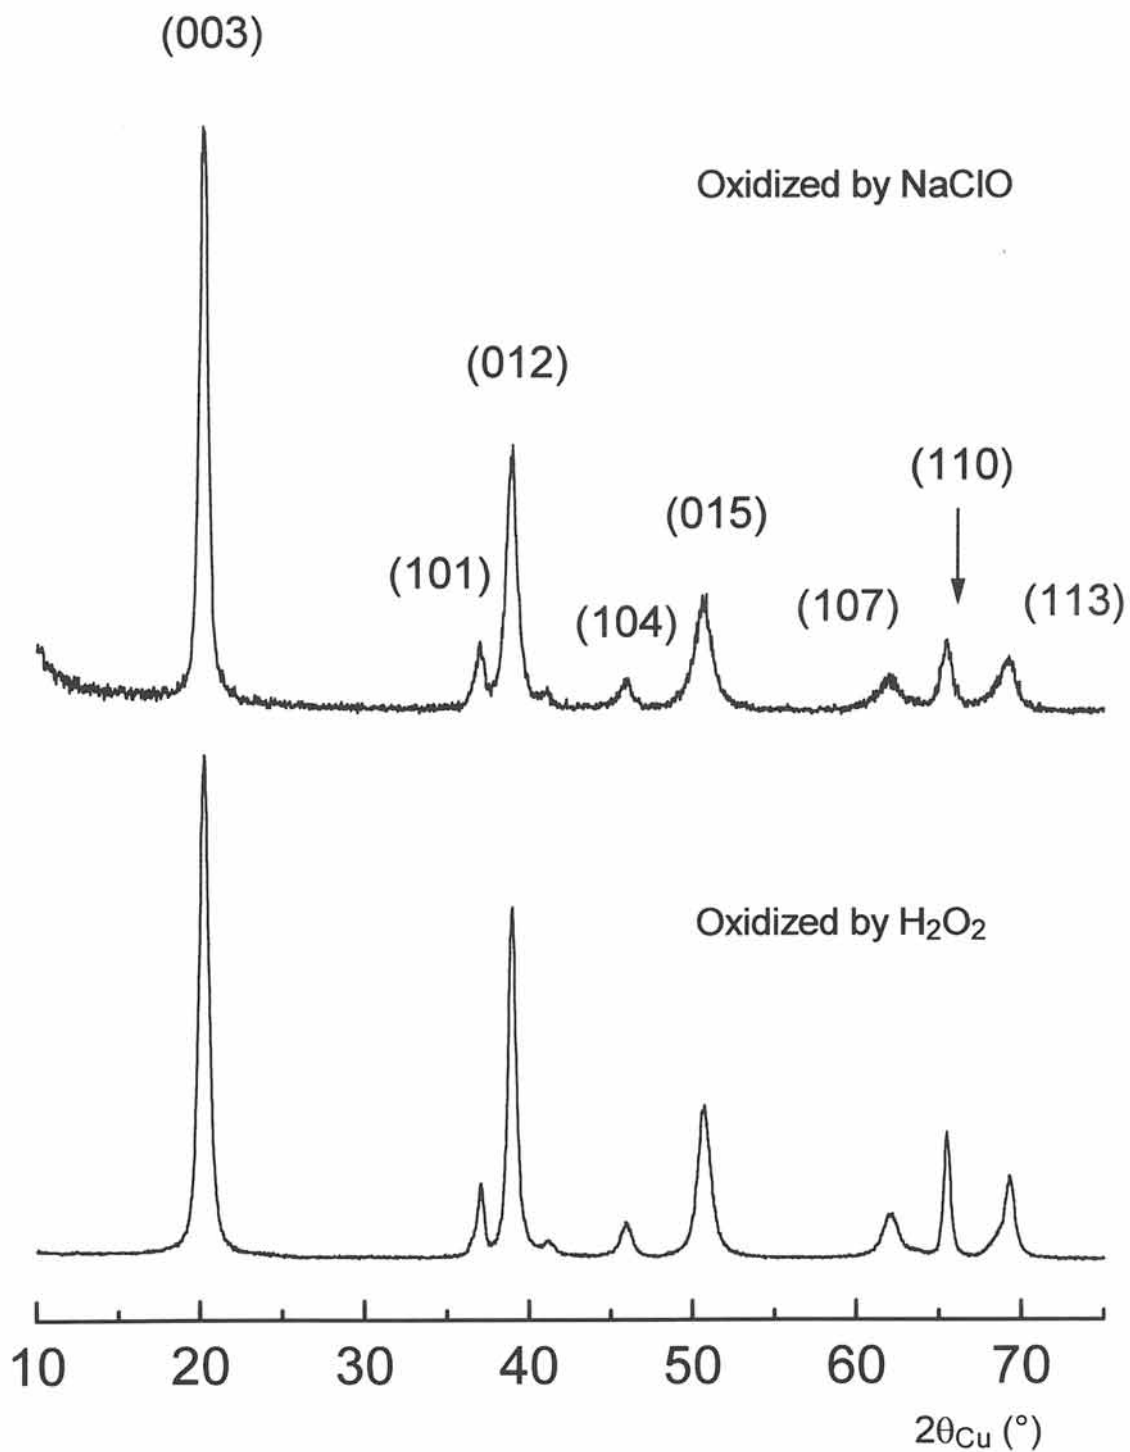 (003)
Oxidized by NaClO
(012)
(110)
(015)
(101)
(107)
(113)
(104)
Oxidized by H₂O₂
10 20 30 40 50 60 70
2θCu (°)